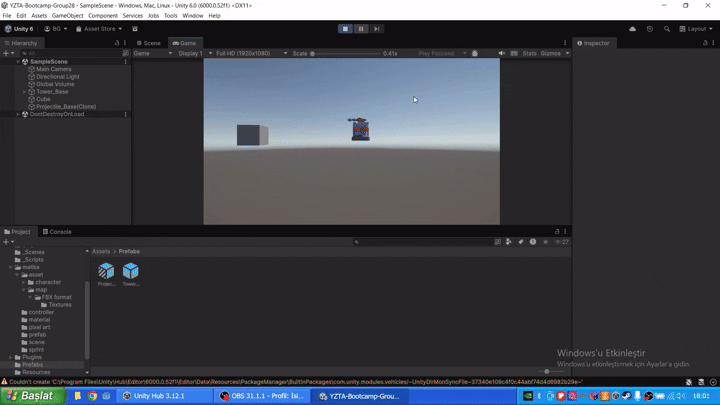 YZTA-Bootcamp-Group28 - SampleScene - Windows, Mac, Linux - Unity 6.0 (6000.0.52f1) <DX11>
File Edit Assets GameObject Component Services Jobs Tools Window Help
Unity 6 BG Asset Store Layout
Hierarchy Scene Game Inspector
All Game Display 1 Full HD (1920x1080) Scale 0.41x Play Focused Stats Gizmos
SampleScene
Main Camera
Directional Light
Global Volume
Tower_Base
Cube
Projectile_Base(Clone)
DontDestroyOnLoad
Project Console
27
Assets > Prefabs
_Scenes
_Scripts
melike
asset
character
map
FBX format
Textures
controller
material
pixel art
prefab
scene
sprint
Plugins
Prefabs
Resources
Projec... Tower...
Windows'u Etkinleştir
Windows'u etkinleştirmek için Ayarlar'a gidin.
Couldn't create 'C:\Program Files\Unity\Hub\Editor\6000.0.52f1\Editor\Data\Resources\PackageManager\BuiltInPackages\com.unity.modules.vehicles/~UnityDirMonSyncFile~
Başlat Unity Hub 3.12.1 OBS 31.1.1 - Profil: İsi... YZTA-Bootcamp-Grou... 18:01